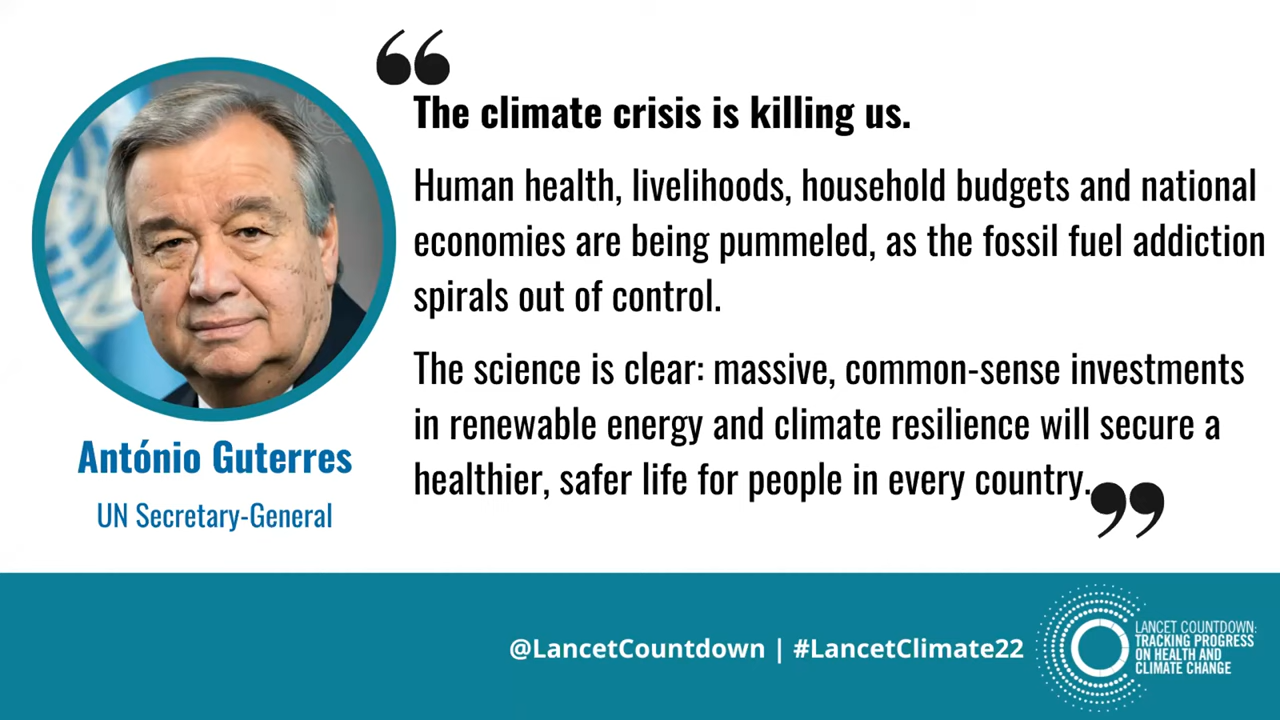 “
The climate crisis is killing us.
Human health, livelihoods, household budgets and national
economies are being pummeled, as the fossil fuel addiction
spirals out of control.
The science is clear: massive, common-sense investments
in renewable energy and climate resilience will secure a
healthier, safer life for people in every country.
”
António Guterres
UN Secretary-General
@LancetCountdown | #LancetClimate22
LANCET COUNTDOWN:
TRACKING PROGRESS
ON HEALTH AND
CLIMATE CHANGE